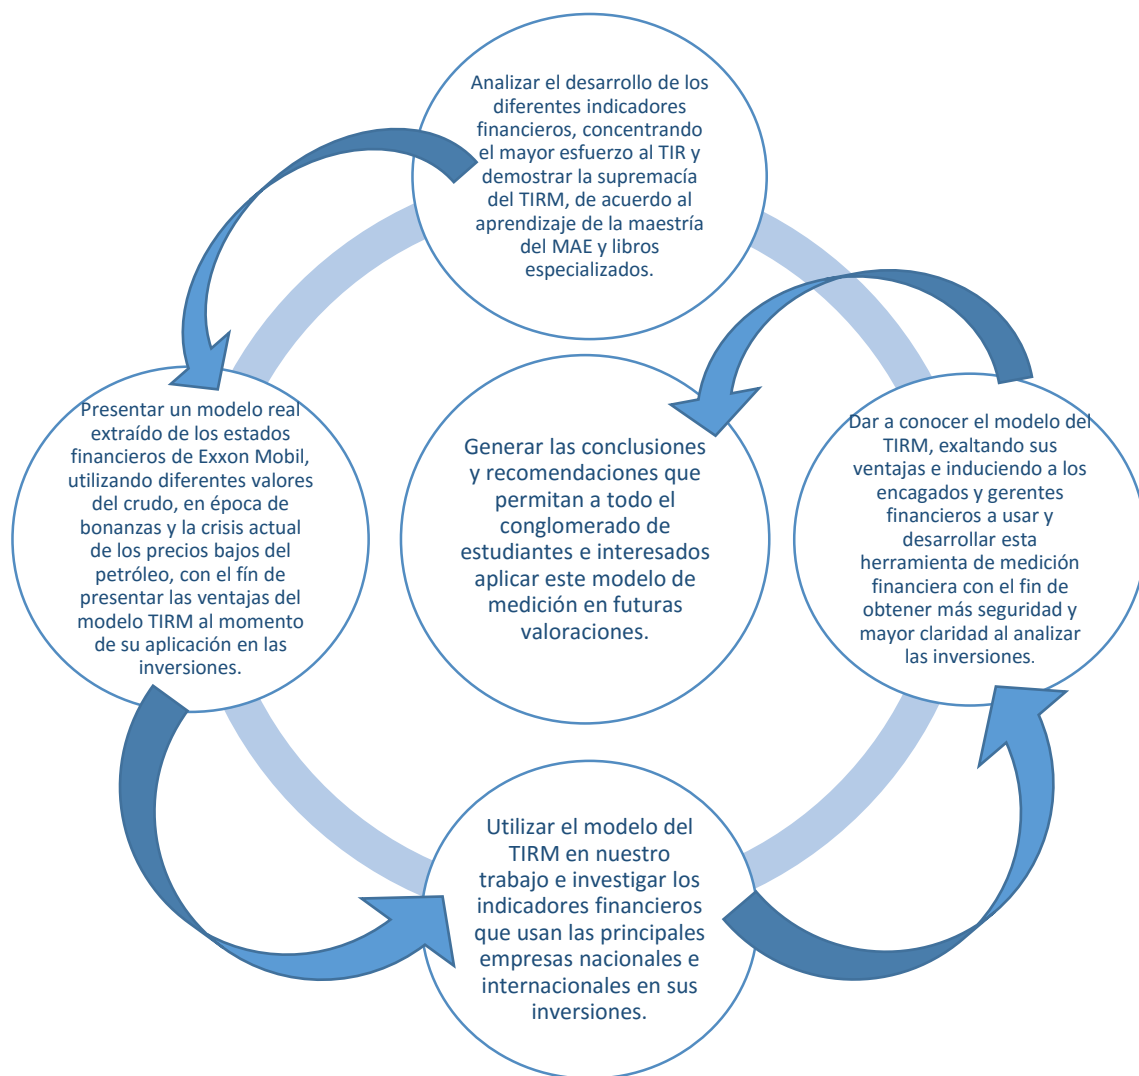 Analizar el desarrollo de los
diferentes indicadores
financieros, concentrando
el mayor esfuerzo al TIR y
demostrar la supremacía
del TIRM, de acuerdo al
aprendizaje de la maestría
del MAE y libros
especializados.
Presentar un modelo real
extraído de los estados
financieros de Exxon Mobil,
utilizando diferentes valores
del crudo, en época de
bonanzas y la crisis actual
de los precios bajos del
petróleo, con el fín de
presentar las ventajas del
modelo TIRM al momento
de su aplicación en las
inversiones.
Generar las conclusiones
y recomendaciones que
permitan a todo el
conglomerado de
estudiantes e interesados
aplicar este modelo de
medición en futuras
valoraciones.
Dar a conocer el modelo del
TIRM, exaltando sus
ventajas e induciendo a los
encagados y gerentes
financieros a usar y
desarrollar esta
herramienta de medición
financiera con el fin de
obtener más seguridad y
mayor claridad al analizar
las inversiones.
Utilizar el modelo del
TIRM en nuestro
trabajo e investigar los
indicadores financieros
que usan las principales
empresas nacionales e
internacionales en sus
inversiones.